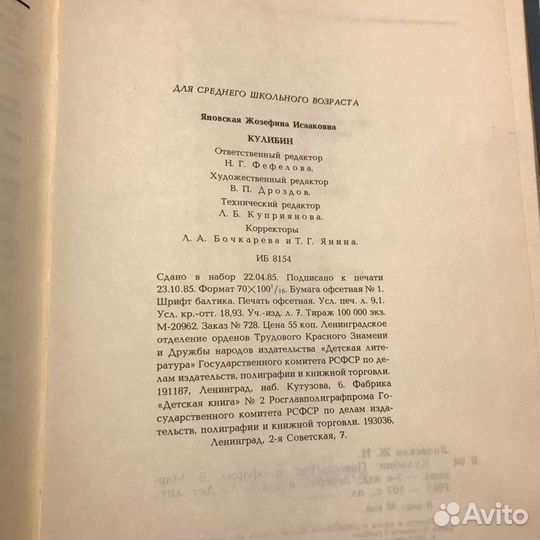 ДЛЯ СРЕДНЕГО ШКОЛЬНОГО ВОЗРАСТА
Яновская Жозефина Исааковна
КУЛИБИН
Ответственный редактор
Н. Г. Фефелова.
Художественный редактор
В. П. Дроздов.
Технический редактор
Л. Б. Куприянова.
Корректоры
Л. А. Бочкарева и Т. Г. Янина.
ИБ 8154
Сдано в набор 22.04.85. Подписано к печати
23.10.85. Формат 70×100¹/₁₆. Бумага офсетная № 1.
Шрифт балтика. Печать офсетная. Усл. печ. л. 9,1.
Усл. кр.-отт. 18,93. Уч.-изд. л. 7. Тираж 100 000 экз.
М-20962. Заказ № 728. Цена 55 коп. Ленинградское
отделение орденов Трудового Красного Знамени
и Дружбы народов издательства «Детская лите-
ратура» Государственного комитета РСФСР по де-
лам издательств, полиграфии и книжной торговли.
191187, Ленинград, наб. Кутузова, 6. Фабрика
«Детская книга» № 2 Росглавполиграфпрома Го-
сударственного комитета РСФСР по делам изда-
тельств, полиграфии и книжной торговли. 193036,
Ленинград, 2-я Советская, 7.
Avito